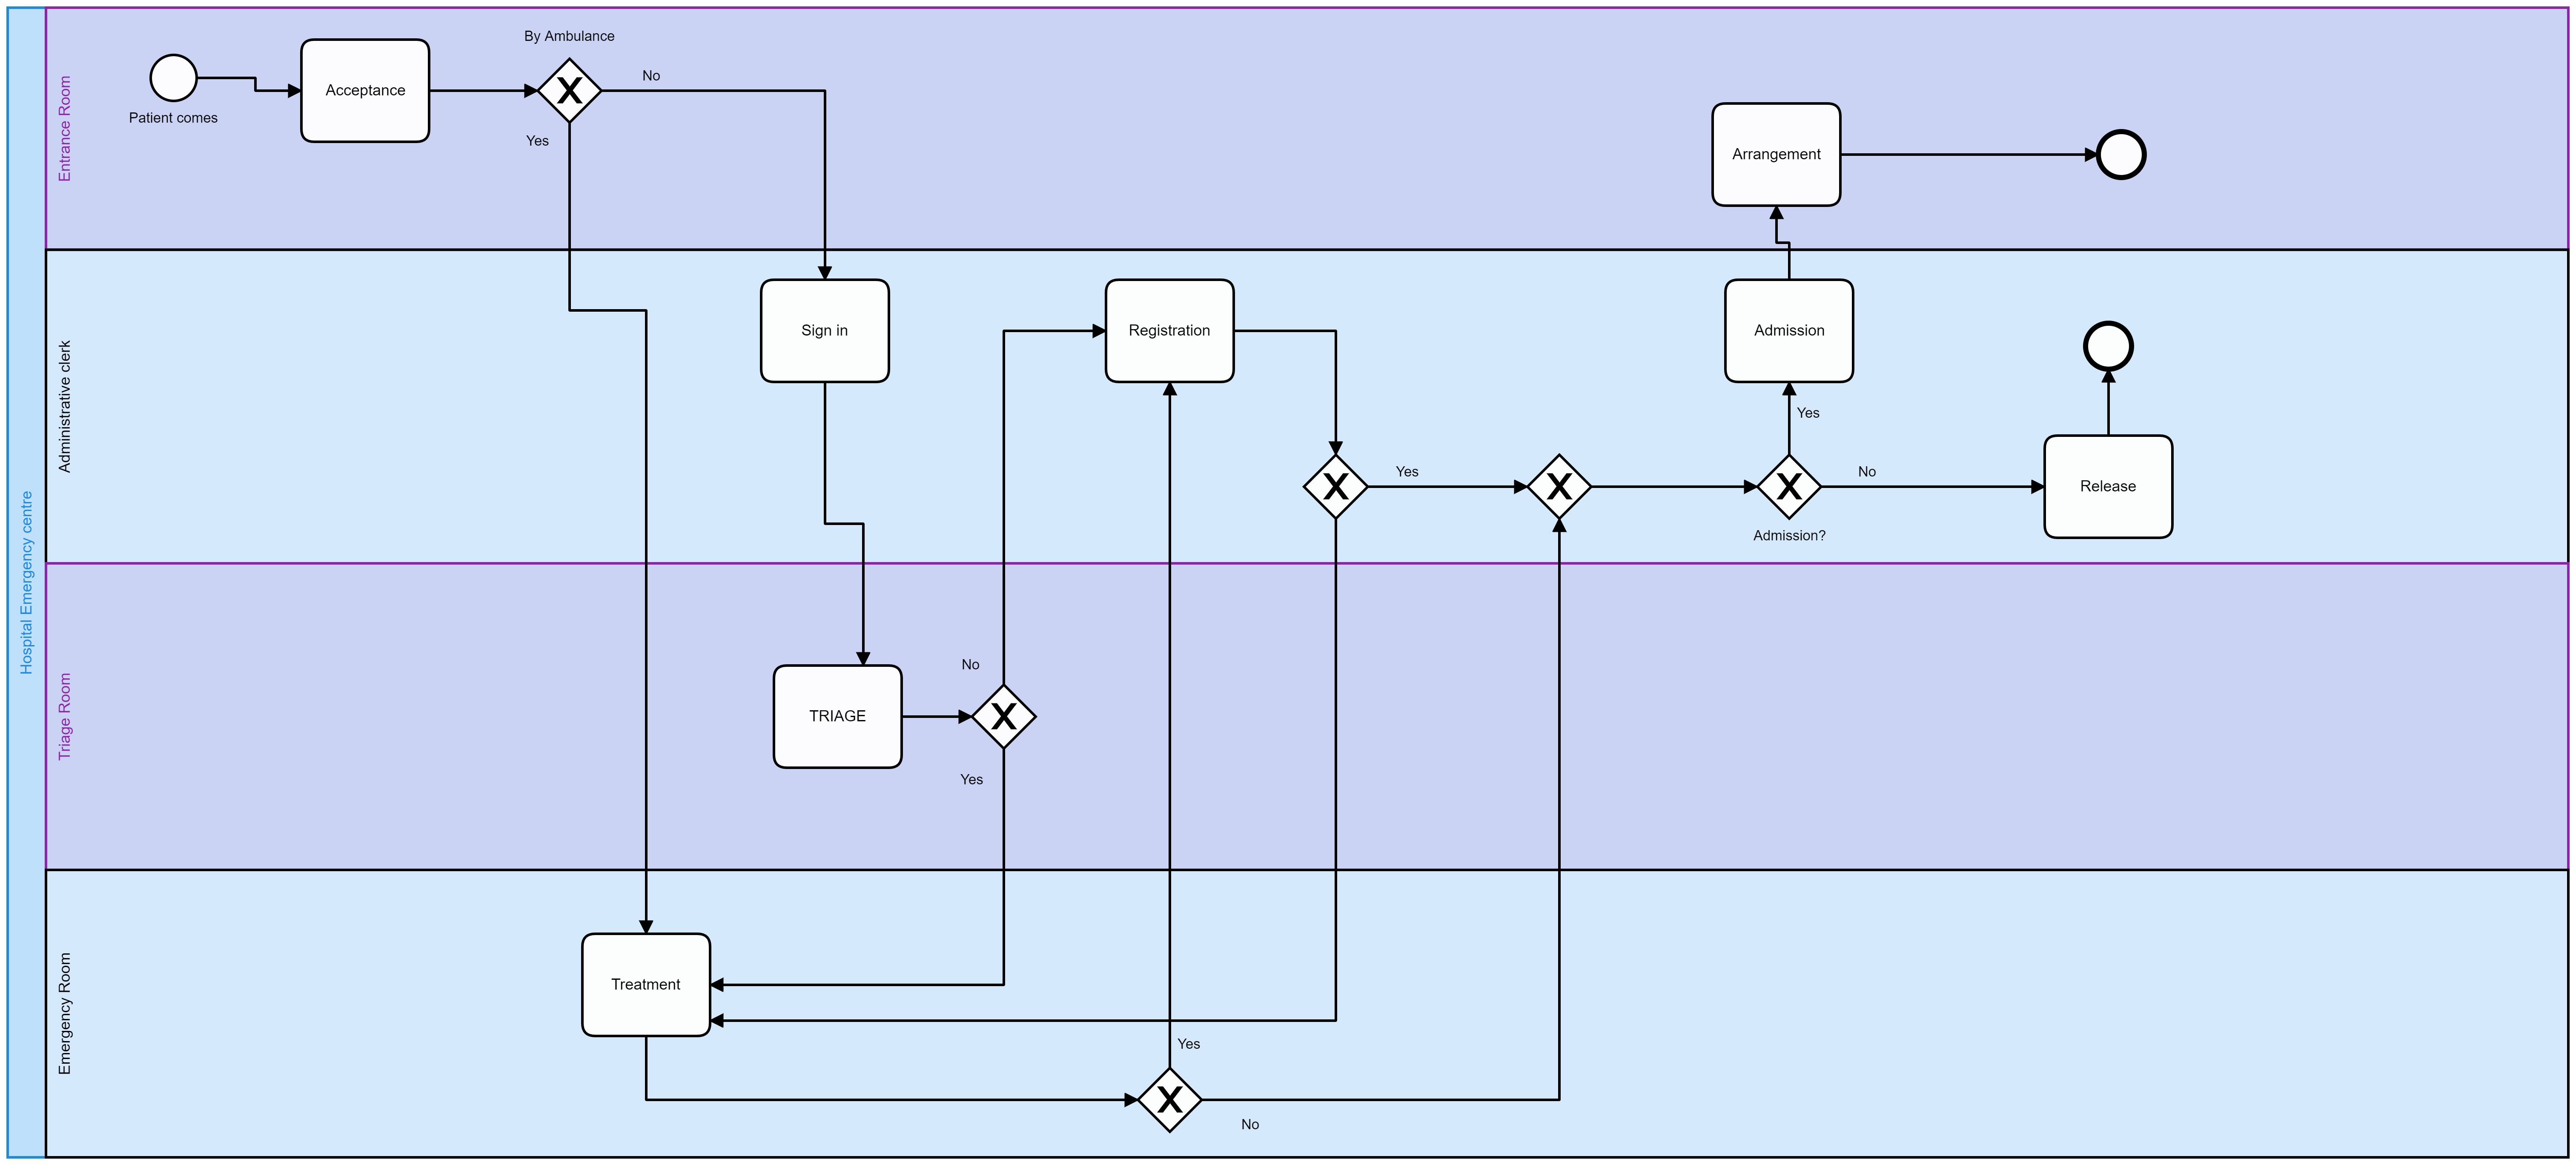 Hospital Emergency centre
Entrance Room
Patient comes
Acceptance
By Ambulance
No
Yes
Arrangement
Administrative clerk
Sign in
Registration
Yes
Admission
Yes
Admission?
No
Release
Triage Room
TRIAGE
No
Yes
Emergency Room
Treatment
Yes
No